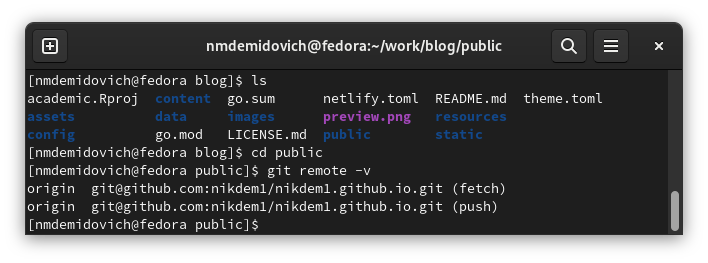 nmdemidovich@fedora:~/work/blog/public
[nmdemidovich@fedora blog]$ ls
academic.Rproj  content  go.sum      netlify.toml  README.md  theme.toml
assets          data     images      preview.png   resources
config          go.mod   LICENSE.md  public        static
[nmdemidovich@fedora blog]$ cd public
[nmdemidovich@fedora public]$ git remote -v
origin  git@github.com:nikdem1/nikdem1.github.io.git (fetch)
origin  git@github.com:nikdem1/nikdem1.github.io.git (push)
[nmdemidovich@fedora public]$